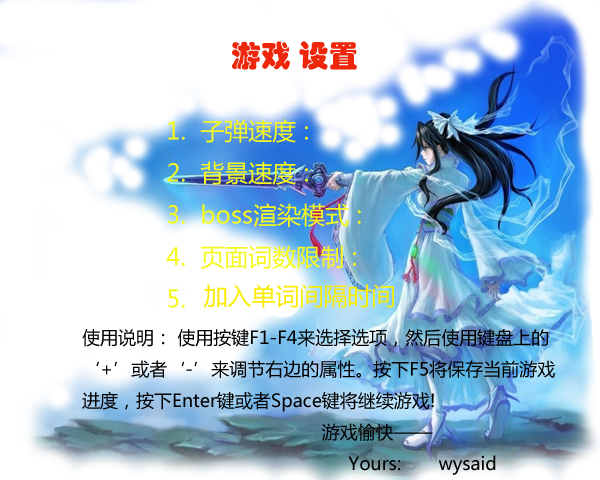 游戏 设置
1. 子弹速度：
2. 背景速度：
3. boss渲染模式：
4. 页面词数限制：
5. 加入单词间隔时间
使用说明： 使用按键F1-F4来选择选项，然后使用键盘上的
‘+’或者‘-’来调节右边的属性。按下F5将保存当前游戏
进度，按下Enter键或者Space键将继续游戏!
游戏愉快——
Yours: wysaid